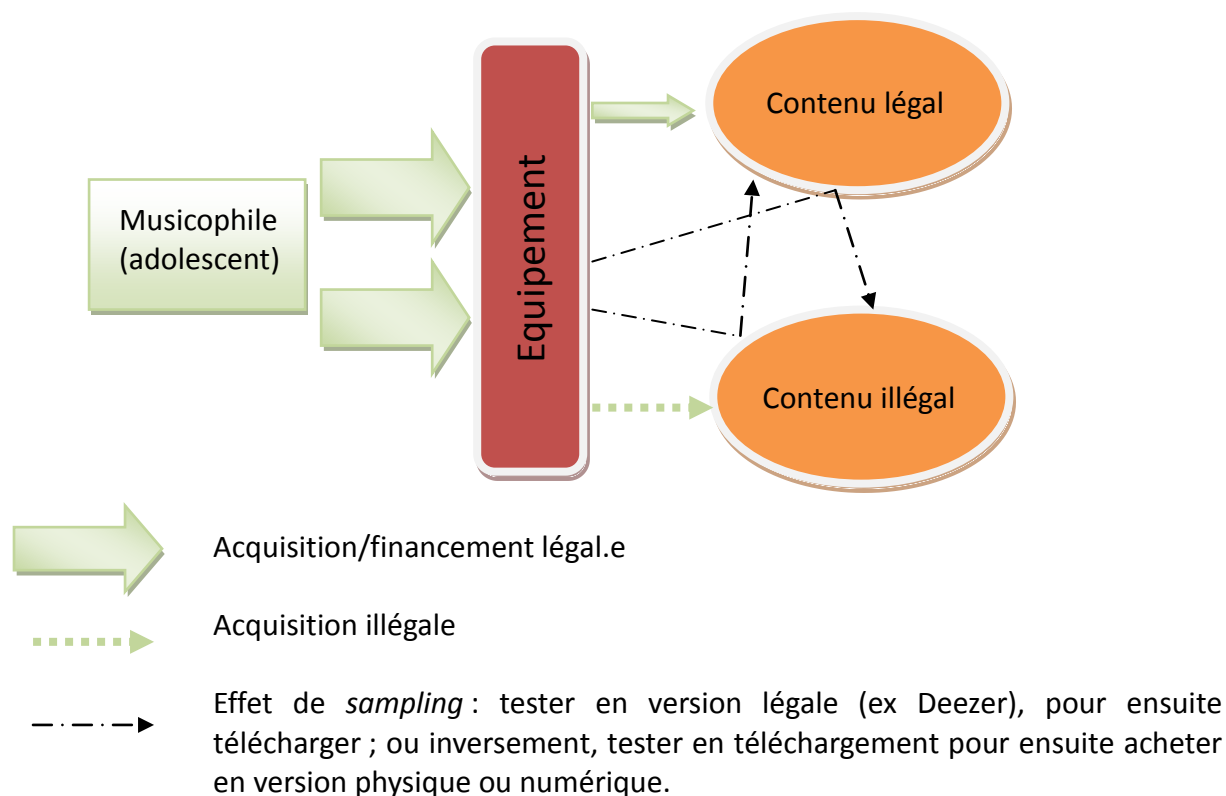 Contenu légal
Musicophile
(adolescent)
Equipement
Contenu illégal
Acquisition/financement légal.e
Acquisition illégale
Effet de sampling : tester en version légale (ex Deezer), pour ensuite
télécharger ; ou inversement, tester en téléchargement pour ensuite acheter
en version physique ou numérique.